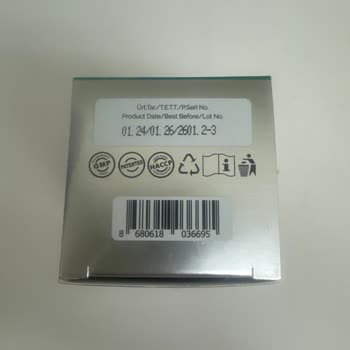 Ürt.Tar./T.E.T.T./P.Seri No.
Product Date/Best Before/Lot No.
01.24/01.26/2601.2-3
GMP PATENTED HACCP
8 680618 036695